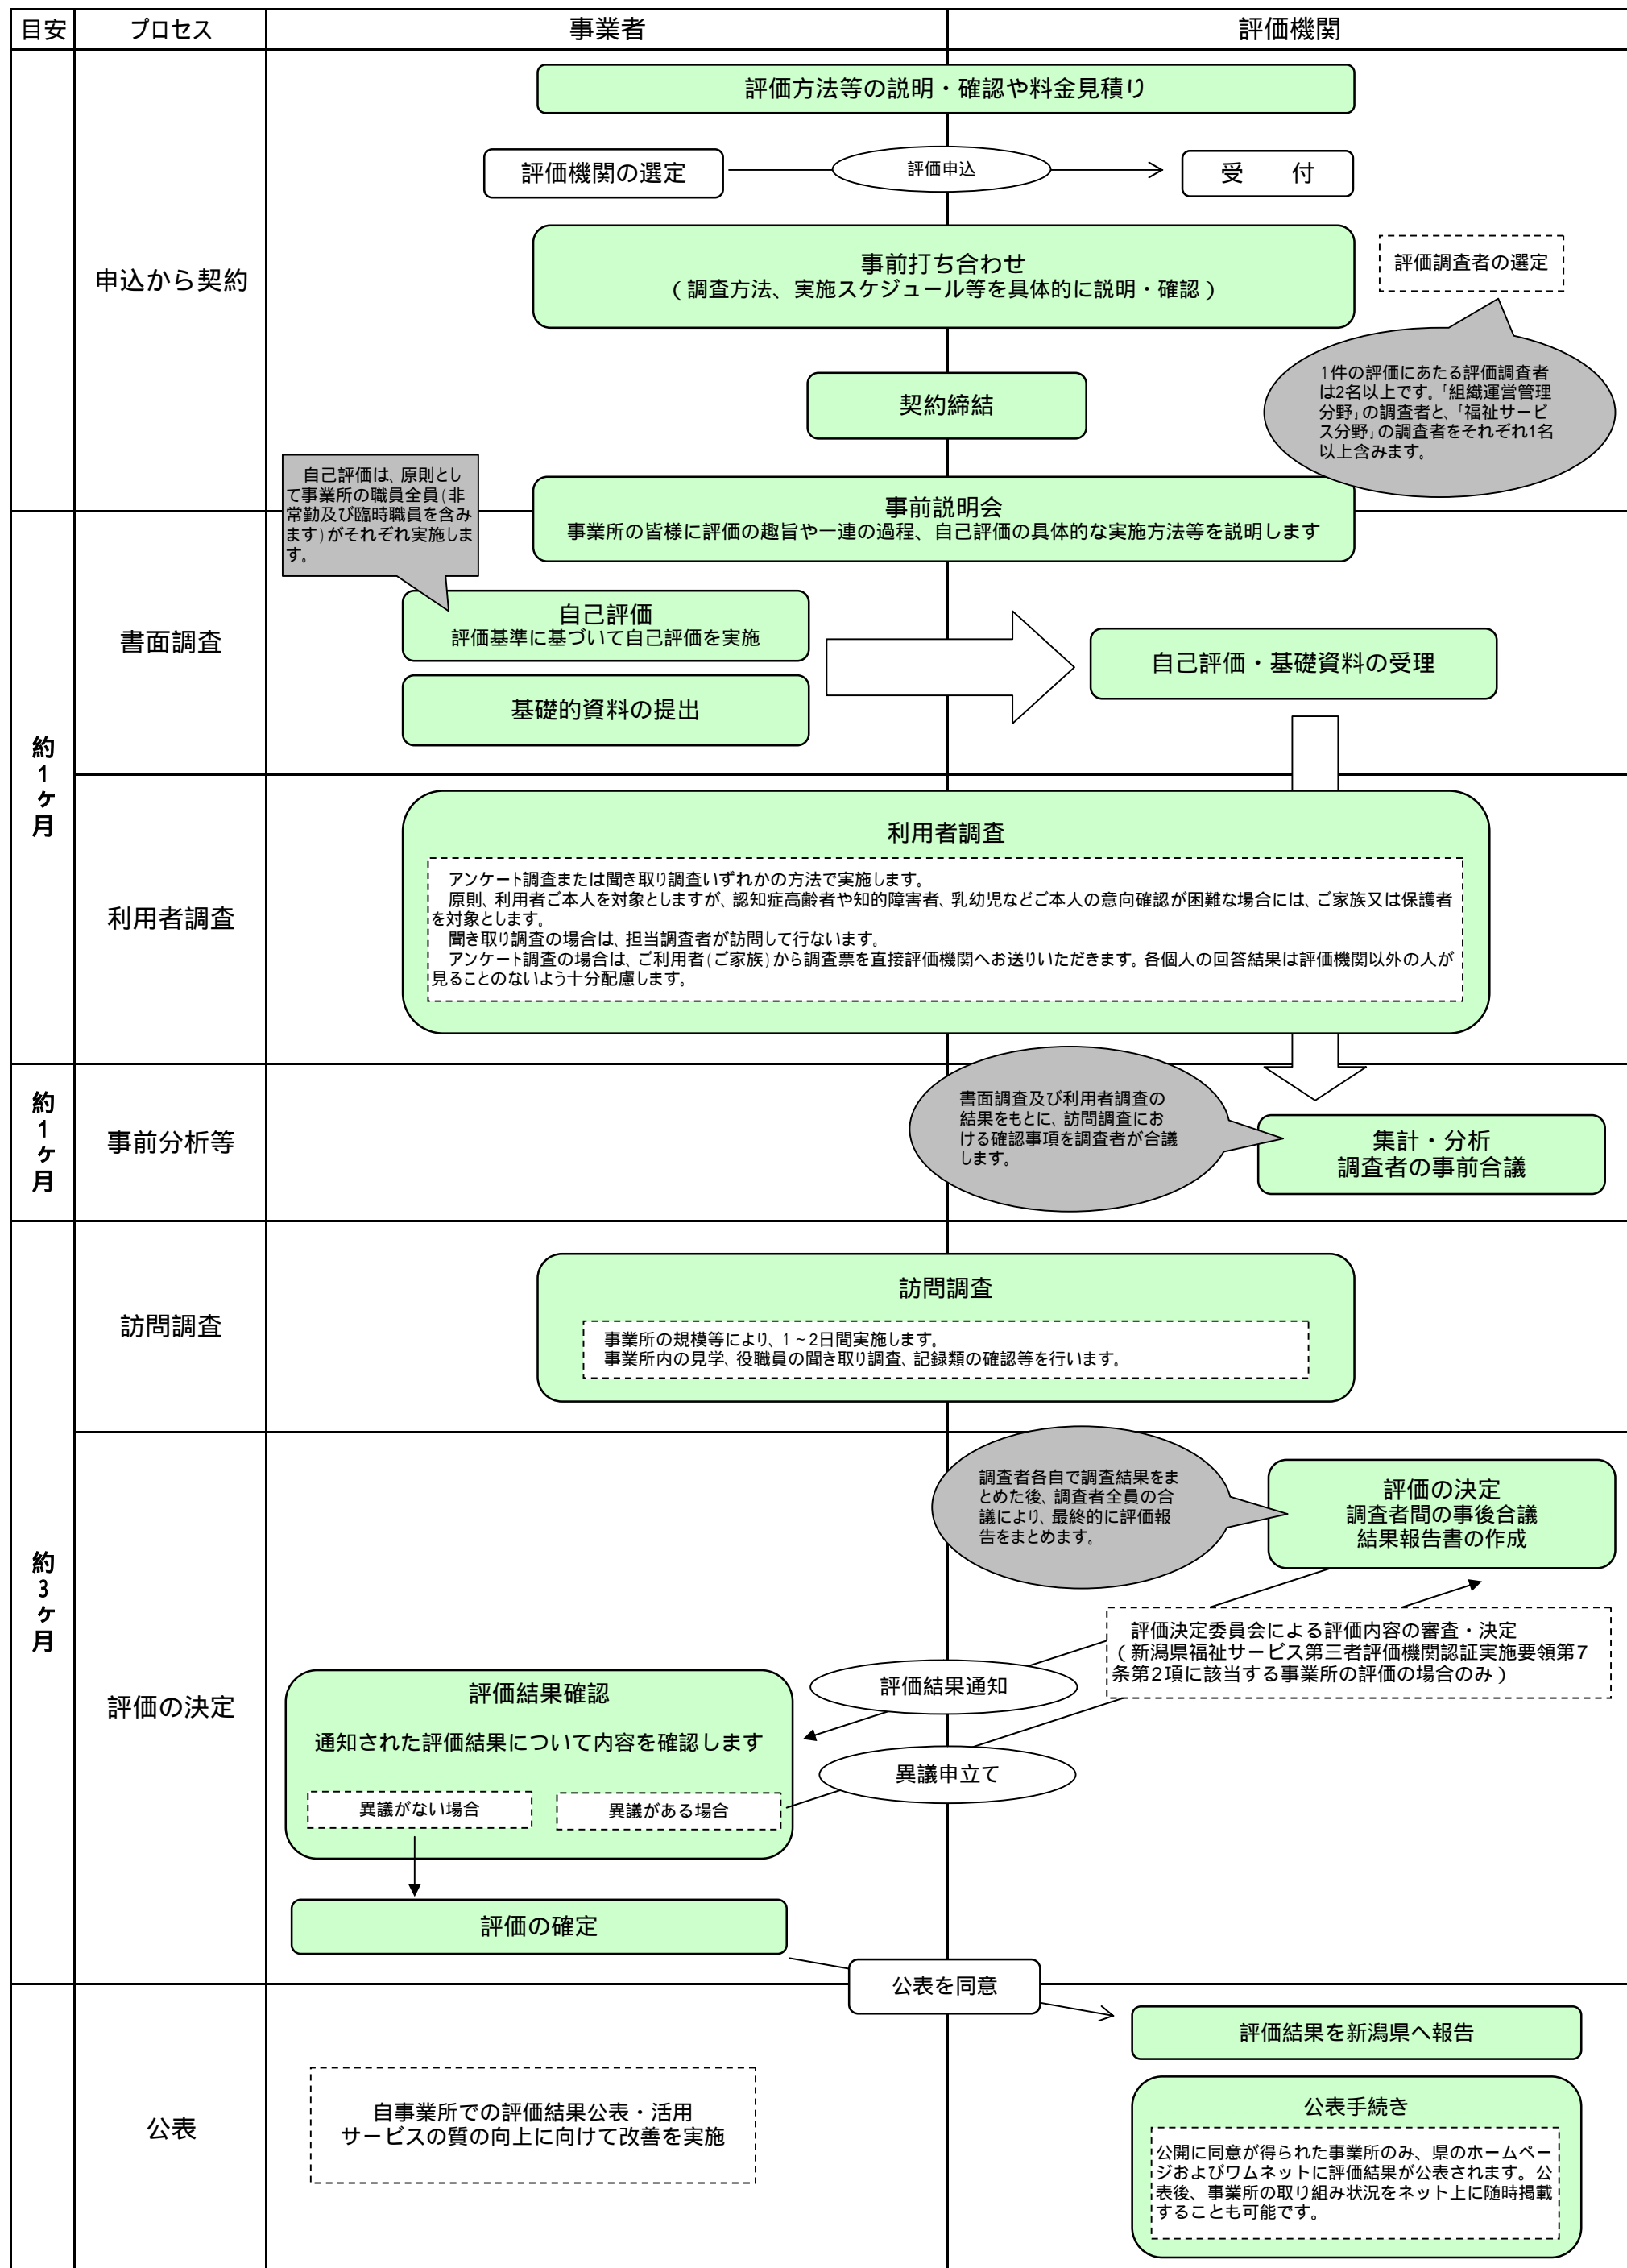 目安
プロセス
事業者
評価機関
申込から契約
評価方法等の説明・確認や料金見積り
評価機関の選定
評価申込
受　　付
事前打ち合わせ
（調査方法、実施スケジュール等を具体的に説明・確認）
評価調査者の選定
1件の評価にあたる評価調査者
は2名以上です。「組織運営管理
分野」の調査者と、「福祉サービ
ス分野」の調査者をそれぞれ1名
以上含みます。
契約締結
事前説明会
事業所の皆様に評価の趣旨や一連の過程、自己評価の具体的な実施方法等を説明します
約1ヶ月
書面調査
自己評価は、原則とし
て事業所の職員全員（非
常勤及び臨時職員を含み
ます）がそれぞれ実施しま
す。
自己評価
評価基準に基づいて自己評価を実施
基礎的資料の提出
自己評価・基礎資料の受理
利用者調査
利用者調査
アンケート調査または聞き取り調査いずれかの方法で実施します。
原則、利用者ご本人を対象としますが、認知症高齢者や知的障害者、乳幼児などご本人の意向確認が困難な場合には、ご家族又は保護者
を対象とします。
聞き取り調査の場合は、担当調査者が訪問して行ないます。
アンケート調査の場合は、ご利用者（ご家族）から調査票を直接評価機関へお送りいただきます。各個人の回答結果は評価機関以外の人が
見ることのないよう十分配慮します。
約1ヶ月
事前分析等
書面調査及び利用者調査の
結果をもとに、訪問調査にお
ける確認事項を調査者が合議
します。
集計・分析
調査者の事前合議
約3ヶ月
訪問調査
訪問調査
事業所の規模等により、1~2日間実施します。
事業所内の見学、役職員の聞き取り調査、記録類の確認等を行います。
評価の決定
調査者各自で調査結果をま
とめた後、調査者全員の合
議により、最終的に評価報
告をまとめます。
評価の決定
調査者間の事後合議
結果報告書の作成
評価決定委員会による評価内容の審査・決定
（新潟県福祉サービス第三者評価機関認証実施要領第7
条第2項に該当する事業所の評価の場合のみ）
評価結果通知
評価結果確認
通知された評価結果について内容を確認します
異議申立て
異議がない場合
異議がある場合
評価の確定
公表を同意
公表
評価結果を新潟県へ報告
自事業所での評価結果公表・活用
サービスの質の向上に向けて改善を実施
公表手続き
公開に同意が得られた事業所のみ、県のホームペー
ジおよびワムネットに評価結果が公表されます。公
表後、事業所の取り組み状況をネット上に随時掲載
することも可能です。